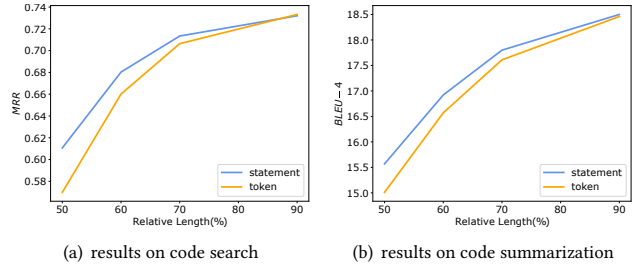 0.74
0.72
0.70
0.68
0.66
0.64
0.62
0.60
0.58
MRR
50 60 70 80 90
Relative Length(%)
statement
token
(a) results on code search
18.5
18.0
17.5
17.0
16.5
16.0
15.5
15.0
BLEU−4
50 60 70 80 90
Relative Length(%)
statement
token
(b) results on code summarization